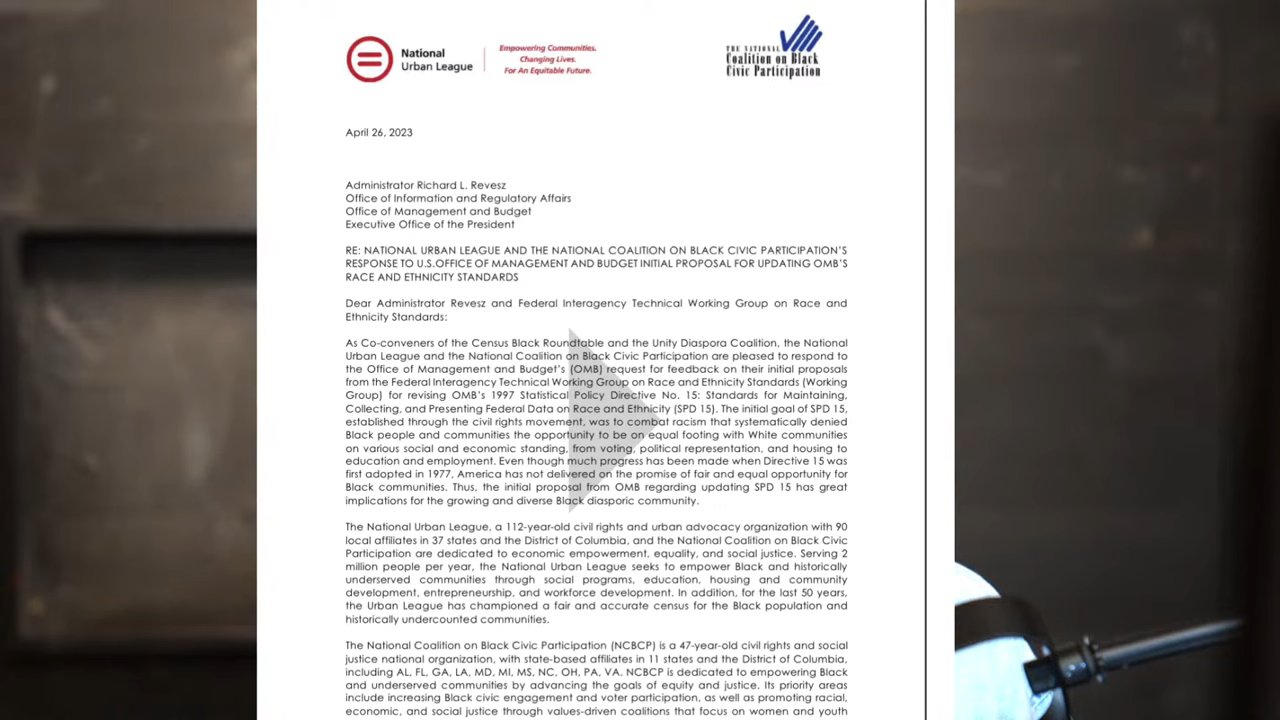 National
Urban League
Empowering Communities.
Changing Lives.
For An Equitable Future.
THE NATIONAL
Coalition on Black
Civic Participation
April 26, 2023
Administrator Richard L. Revesz
Office of Information and Regulatory Affairs
Office of Management and Budget
Executive Office of the President
RE: NATIONAL URBAN LEAGUE AND THE NATIONAL COALITION ON BLACK CIVIC PARTICIPATION'S
RESPONSE TO U.S.OFFICE OF MANAGEMENT AND BUDGET INITIAL PROPOSAL FOR UPDATING OMB'S
RACE AND ETHNICITY STANDARDS
Dear Administrator Revesz and Federal Interagency Technical Working Group on Race and
Ethnicity Standards:
As Co-conveners of the Census Black Roundtable and the Unity Diaspora Coalition, the National
Urban League and the National Coalition on Black Civic Participation are pleased to respond to
the Office of Management and Budget's (OMB) request for feedback on their initial proposals
from the Federal Interagency Technical Working Group on Race and Ethnicity Standards (Working
Group) for revising OMB's 1997 Statistical Policy Directive No. 15: Standards for Maintaining,
Collecting, and Presenting Federal Data on Race and Ethnicity (SPD 15). The initial goal of SPD 15,
established through the civil rights movement, was to combat racism that systematically denied
Black people and communities the opportunity to be on equal footing with White communities
on various social and economic standing, from voting, political representation, and housing to
education and employment. Even though much progress has been made when Directive 15 was
first adopted in 1977, America has not delivered on the promise of fair and equal opportunity for
Black communities. Thus, the initial proposal from OMB regarding updating SPD 15 has great
implications for the growing and diverse Black diasporic community.
The National Urban League, a 112-year-old civil rights and urban advocacy organization with 90
local affiliates in 37 states and the District of Columbia, and the National Coalition on Black Civic
Participation are dedicated to economic empowerment, equality, and social justice. Serving 2
million people per year, the National Urban League seeks to empower Black and historically
underserved communities through social programs, education, housing and community
development, entrepreneurship, and workforce development. In addition, for the last 50 years,
the Urban League has championed a fair and accurate census for the Black population and
historically undercounted communities.
The National Coalition on Black Civic Participation (NCBCP) is a 47-year-old civil rights and social
justice national organization, with state-based affiliates in 11 states and the District of Columbia,
including AL, FL, GA, LA, MD, MI, MS, NC, OH, PA, VA. NCBCP is dedicated to empowering Black
and underserved communities by advancing the goals of equity and justice. Its priority areas
include increasing Black civic engagement and voter participation, as well as promoting racial,
economic, and social justice through values-driven coalitions that focus on women and youth